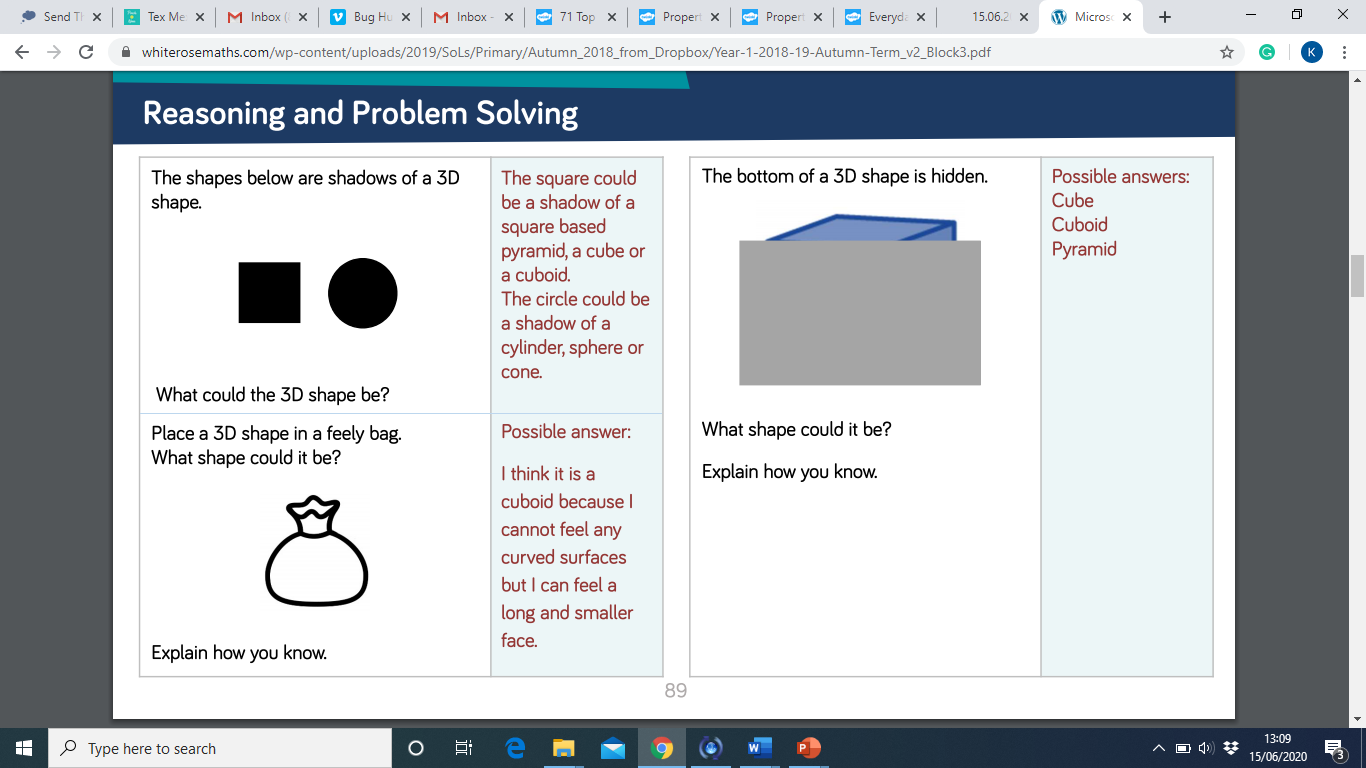 Send Th
Tex Me
Inbox (
Bug Hu
Inbox -
71 Top
Propert
Propert
Everyda
15.06.2
Microso
whiterosemaths.com/wp-content/uploads/2019/SoLs/Primary/Autumn_2018_from_Dropbox/Year-1-2018-19-Autumn-Term_v2_Block3.pdf
K
Reasoning and Problem Solving
The shapes below are shadows of a 3D
shape.
What could the 3D shape be?
The square could
be a shadow of a
square based
pyramid, a cube or
a cuboid.
The circle could be
a shadow of a
cylinder, sphere or
cone.
Place a 3D shape in a feely bag.
What shape could it be?
Explain how you know.
Possible answer:
I think it is a
cuboid because I
cannot feel any
curved surfaces
but I can feel a
long and smaller
face.
The bottom of a 3D shape is hidden.
What shape could it be?
Explain how you know.
Possible answers:
Cube
Cuboid
Pyramid
89
Type here to search
13:09
15/06/2020
3